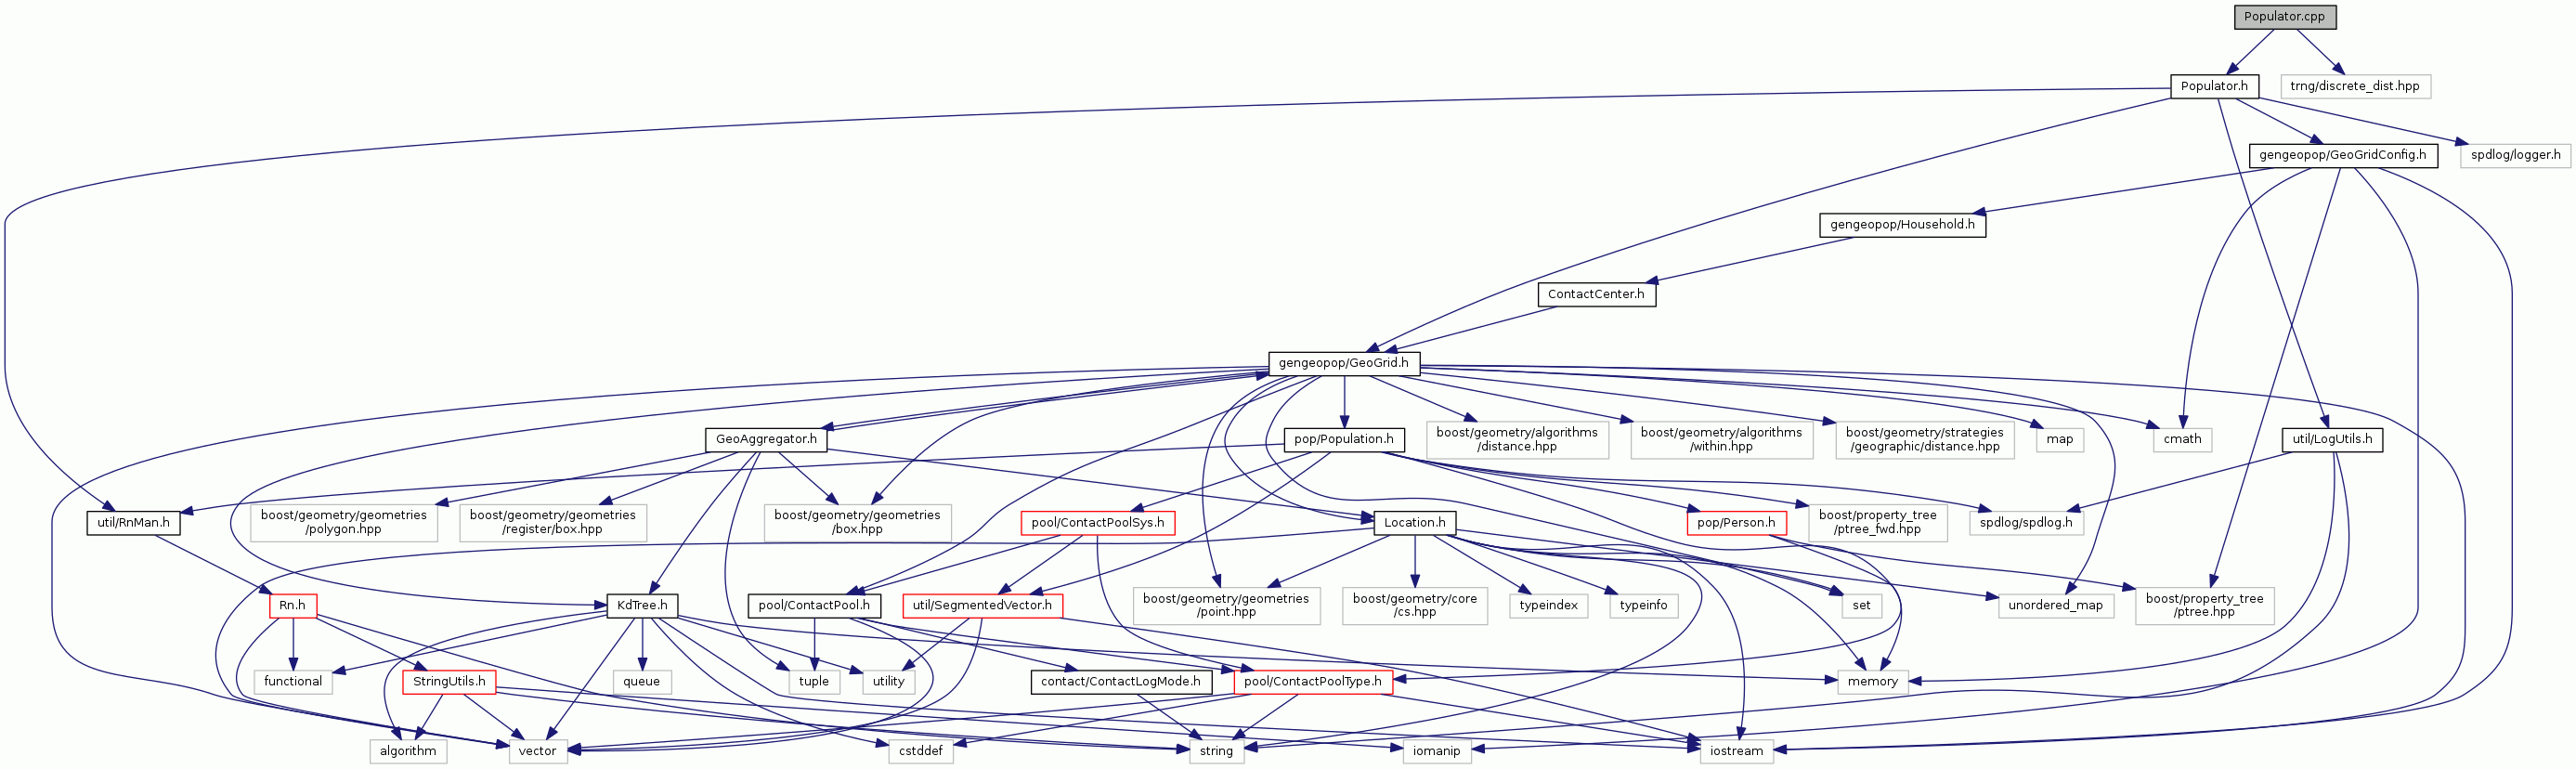 Populator.cpp
Populator.h
trng/discrete_dist.hpp
gengeopop/GeoGridConfig.h
spdlog/logger.h
gengeopop/Household.h
ContactCenter.h
gengeopop/GeoGrid.h
GeoAggregator.h
pop/Population.h
boost/geometry/algorithms
/distance.hpp
boost/geometry/algorithms
/within.hpp
boost/geometry/strategies
/geographic/distance.hpp
map
cmath
util/LogUtils.h
util/RnMan.h
boost/geometry/geometries
/polygon.hpp
boost/geometry/geometries
/register/box.hpp
boost/geometry/geometries
/box.hpp
pool/ContactPoolSys.h
Location.h
pop/Person.h
boost/property_tree
/ptree_fwd.hpp
spdlog/spdlog.h
Rn.h
KdTree.h
pool/ContactPool.h
util/SegmentedVector.h
boost/geometry/geometries
/point.hpp
boost/geometry/core
/cs.hpp
typeindex
typeinfo
set
unordered_map
boost/property_tree
/ptree.hpp
functional
StringUtils.h
queue
tuple
utility
contact/ContactLogMode.h
pool/ContactPoolType.h
memory
algorithm
vector
cstddef
string
iomanip
iostream